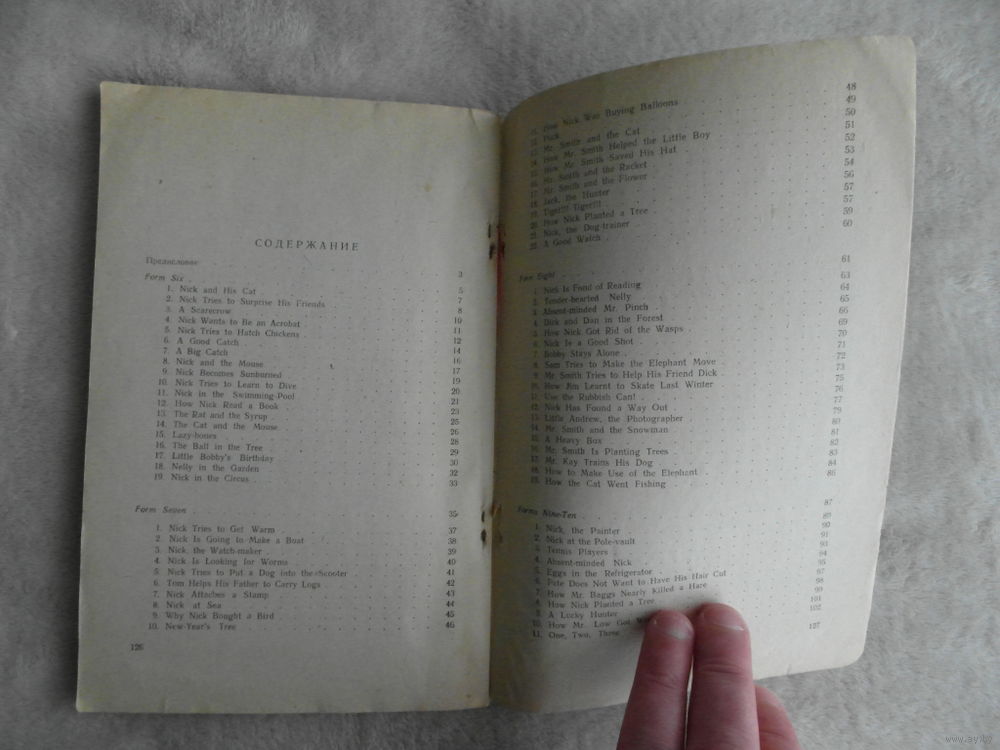 СОДЕРЖАНИЕ
Предисловие 3
Form Six 5
1. Nick and His Cat 7
2. Nick Tries to Surprise His Friends 8
3. A Scarecrow 10
4. Nick Wants to Be an Acrobat 11
5. Nick Tries to Hatch Chickens 12
6. A Good Catch 14
7. A Big Catch 16
8. Nick and the Mouse 17
9. Nick Becomes Sunburned 19
10. Nick Tries to Learn to Dive 20
11. Nick in the Swimming-Pool 21
12. How Nick Read a Book 23
13. The Rat and the Syrup 25
14. The Cat and the Mouse 26
15. Lazy-bones 28
16. The Ball in the Tree 29
17. Little Bobby's Birthday 30
18. Nelly in the Garden 32
19. Nick in the Circus 33
Form Seven 35
1. Nick Tries to Get Warm 37
2. Nick Is Going to Make a Boat 38
3. Nick, the Watch-maker 39
4. Nick Is Looking for Worms 40
5. Nick Tries to Put a Dog into the Scooter 41
6. Tom Helps His Father to Carry Logs 42
7. Nick Attaches a Stamp 43
8. Nick at Sea 44
9. Why Nick Bought a Bird 45
10. New-Year's Tree 46
126
11. How Nick Was Buying Balloons 48
12. Puck 49
13. Mr. Smith and the Cat 50
14. How Mr. Smith Helped the Little Boy 51
15. How Mr. Smith Saved His Hat 52
16. Mr. Smith and the Racket 53
17. Mr. Smith and the Flower 54
18. Jack, the Hunter 56
19. Tiger!!! Tiger!!! 57
20. How Nick Planted a Tree 57
21. Nick, the Dog-trainer 59
22. A Good Watch 60
Form Eight 61
1. Nick Is Fond of Reading 63
2. Tender-hearted Nelly 64
3. Absent-minded Mr. Pinch 65
4. Dick and Dan in the Forest 66
5. How Nick Got Rid of the Wasps 69
6. Nick Is a Good Shot 70
7. Bobby Stays Alone 71
8. Sam Tries to Make the Elephant Move 72
9. Mr. Smith Tries to Help His Friend Dick 73
10. How Jim Learnt to Skate Last Winter 75
11. Use the Rubbish Can! 76
12. Nick Has Found a Way Out 77
13. Little Andrew, the Photographer 79
14. Mr. Smith and the Snowman 80
15. A Heavy Box 81
16. Mr. Smith Is Planting Trees 82
17. Mr. Kay Trains His Dog 83
18. How to Make Use of the Elephant 84
19. How the Cat Went Fishing 86
Forms Nine-Ten 87
1. Nick, the Painter 89
2. Nick at the Pole-vault 90
3. Tennis Players 91
4. Absent-minded Nick 93
5. Eggs in the Refrigerator 94
6. Pete Does Not Want to Have His Hair Cut 95
7. How Mr. Baggs Nearly Killed a Hare 97
8. How Nick Planted a Tree 98
9. A Lucky Hunter 99
10. How Mr. Low Got 101
11. One, Two, Three 102
127
www.ay.by